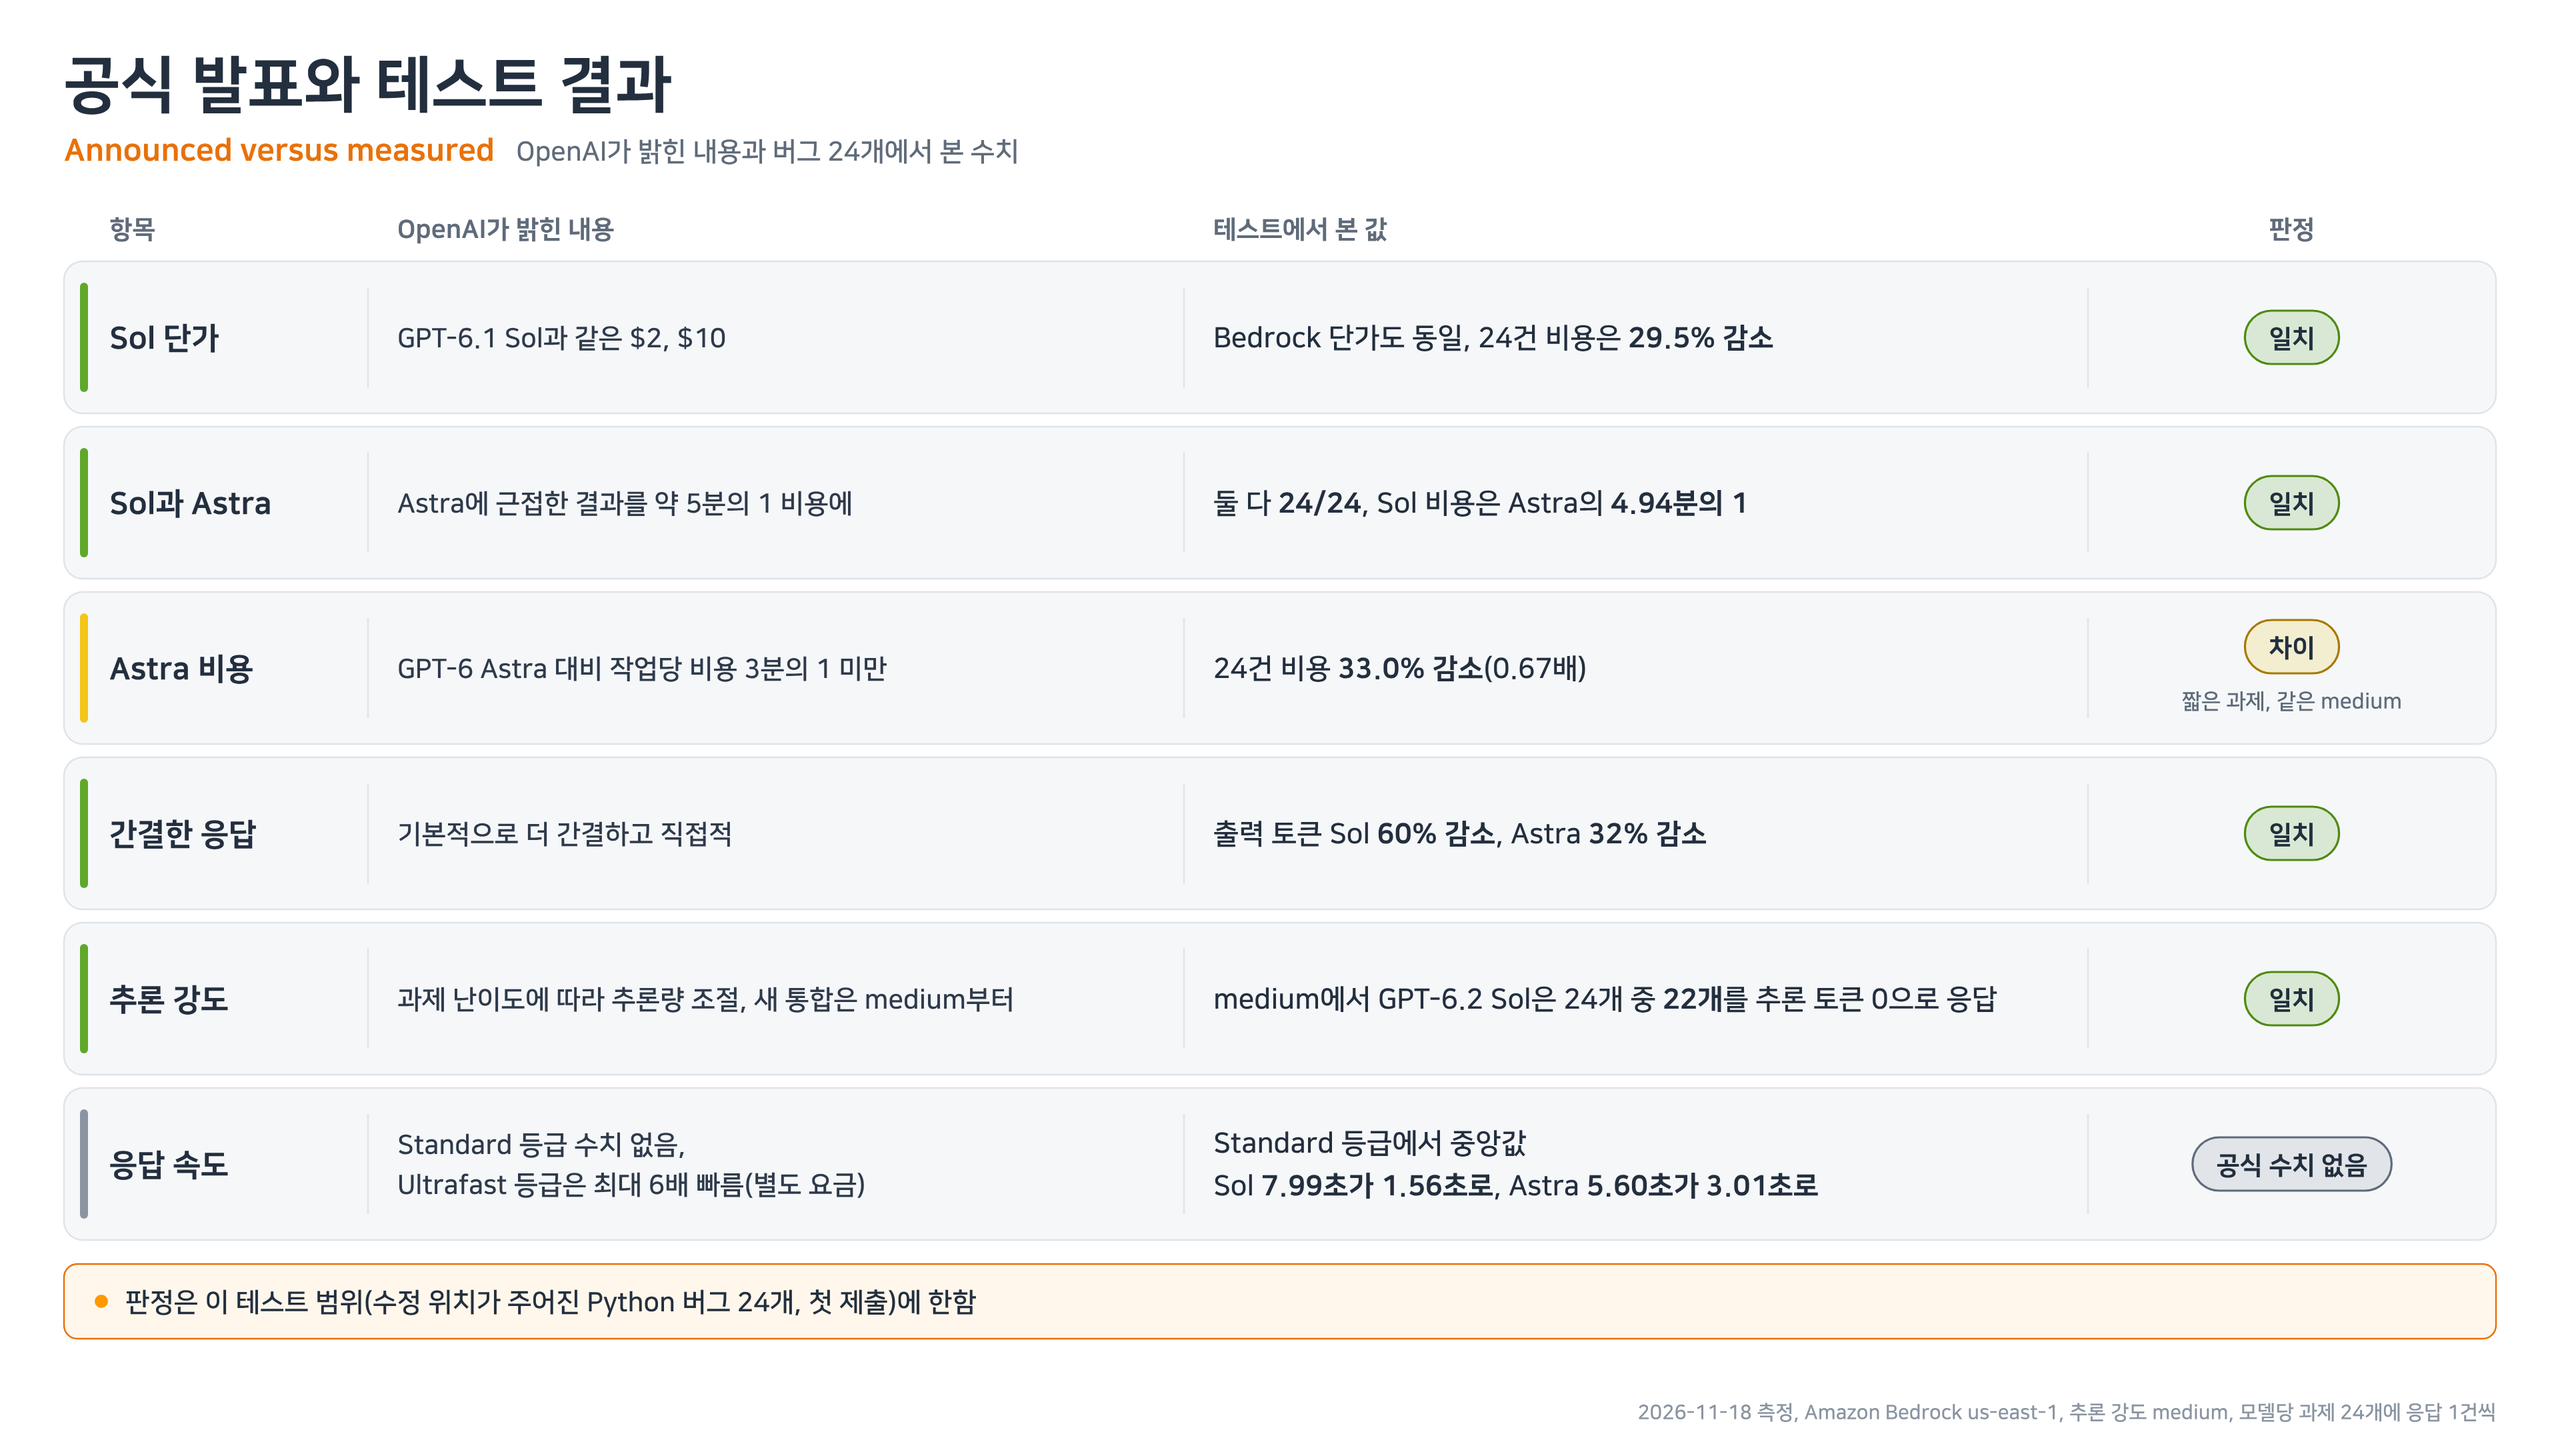 공식 발표와 테스트 결과
Announced versus measured OpenAI가 밝힌 내용과 버그 24개에서 본 수치
항목 OpenAI가 밝힌 내용 테스트에서 본 값 판정
Sol 단가 GPT-6.1 Sol과 같은 $2, $10 Bedrock 단가도 동일, 24건 비용은 29.5% 감소 일치
Sol과 Astra Astra에 근접한 결과를 약 5분의 1 비용에 둘 다 24/24, Sol 비용은 Astra의 4.94분의 1 일치
Astra 비용 GPT-6 Astra 대비 작업당 비용 3분의 1 미만 24건 비용 33.0% 감소(0.67배) 차이
짧은 과제, 같은 medium
간결한 응답 기본적으로 더 간결하고 직접적 출력 토큰 Sol 60% 감소, Astra 32% 감소 일치
추론 강도 과제 난이도에 따라 추론량 조절, 새 통합은 medium부터 medium에서 GPT-6.2 Sol은 24개 중 22개를 추론 토큰 0으로 응답 일치
응답 속도
Standard 등급 수치 없음,
Ultrafast 등급은 최대 6배 빠름(별도 요금)
Standard 등급에서 중앙값
Sol 7.99초가 1.56초로, Astra 5.60초가 3.01초로
공식 수치 없음
판정은 이 테스트 범위(수정 위치가 주어진 Python 버그 24개, 첫 제출)에 한함
2026-11-18 측정, Amazon Bedrock us-east-1, 추론 강도 medium, 모델당 과제 24개에 응답 1건씩